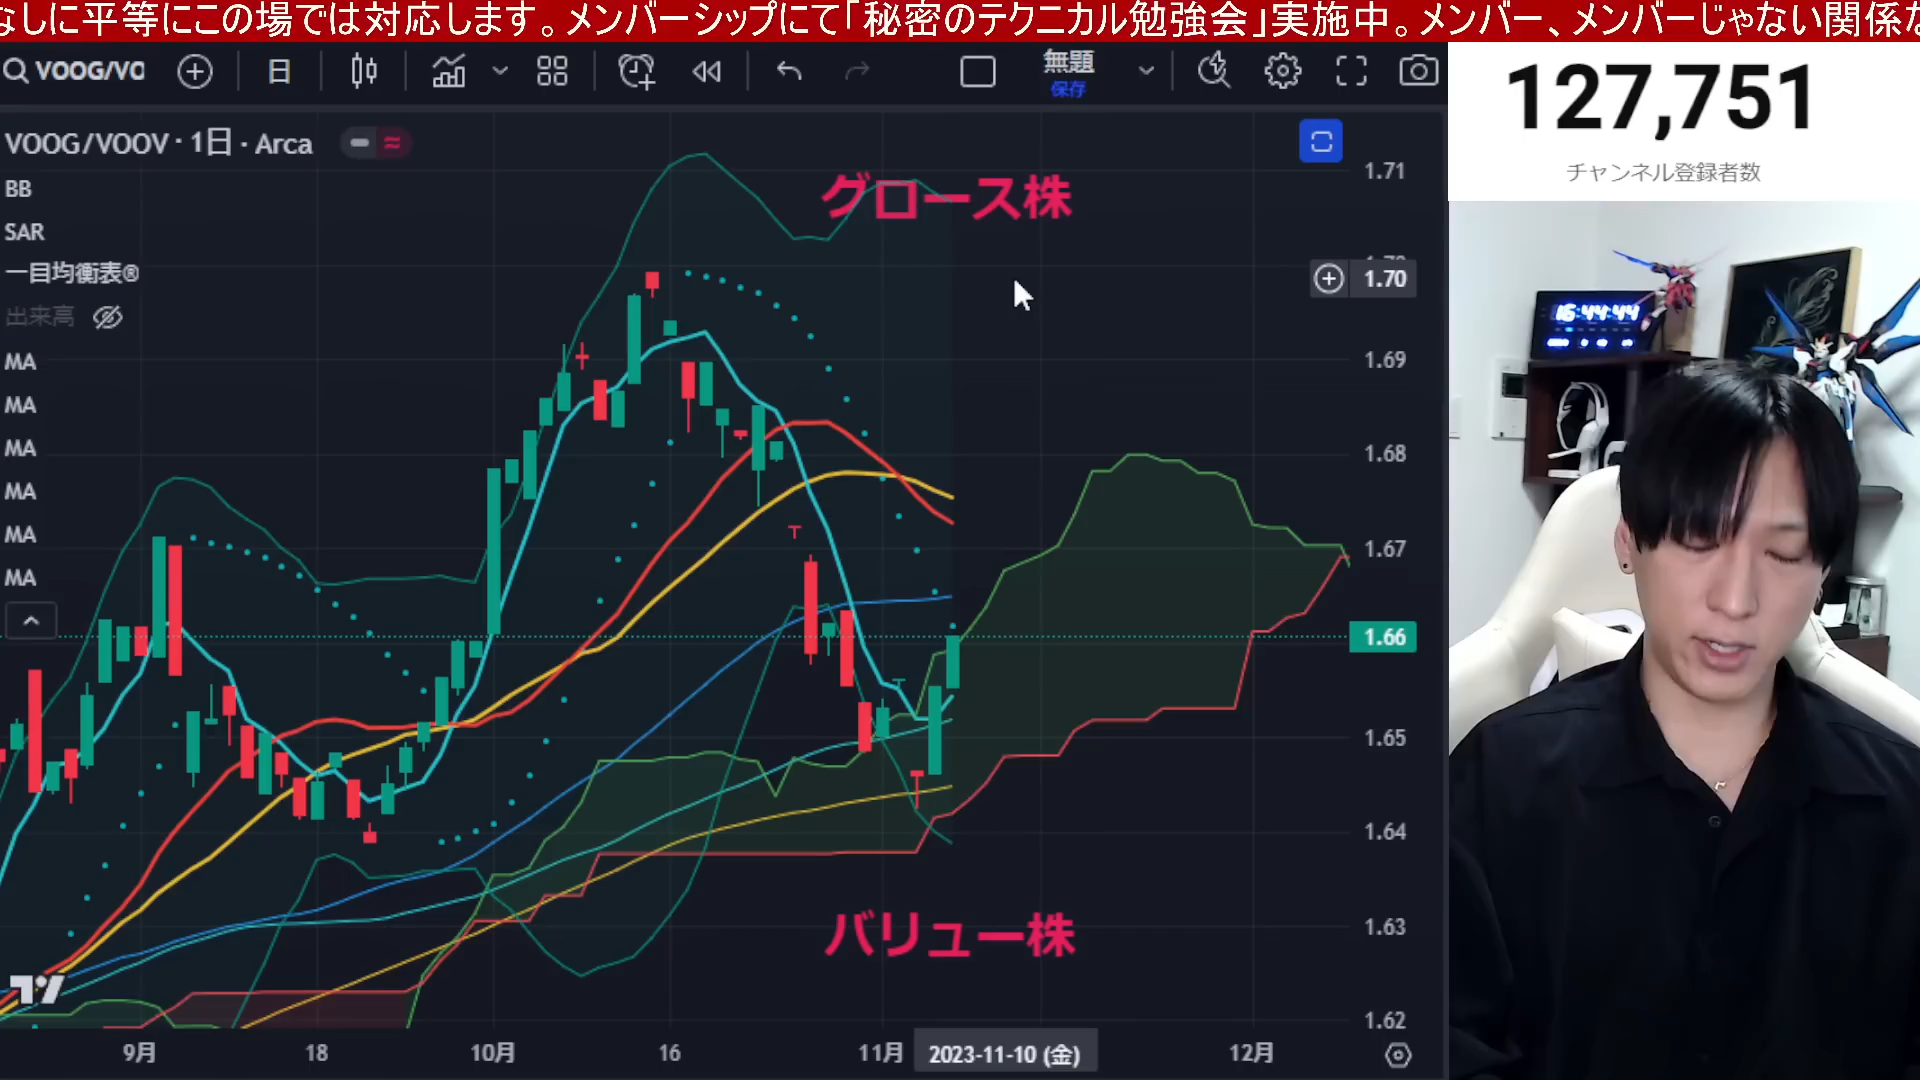 なしに平等にこの場では対応します。メンバーシップにて「秘密のテクニカル勉強会」実施中。メンバー、メンバーじゃない関係な
VOOG/VO
日
無題
保存
127,751
チャンネル登録者数
VOOG/VOOV · 1日 · Arca
BB
SAR
一目均衡表®
出来高
MA
MA
MA
MA
MA
MA
グロース株
バリュー株
1.71
1.70
1.69
1.68
1.67
1.66
1.65
1.64
1.63
1.62
16:44:44
9月
18
10月
16
11月
2023-11-10 (金)
12月